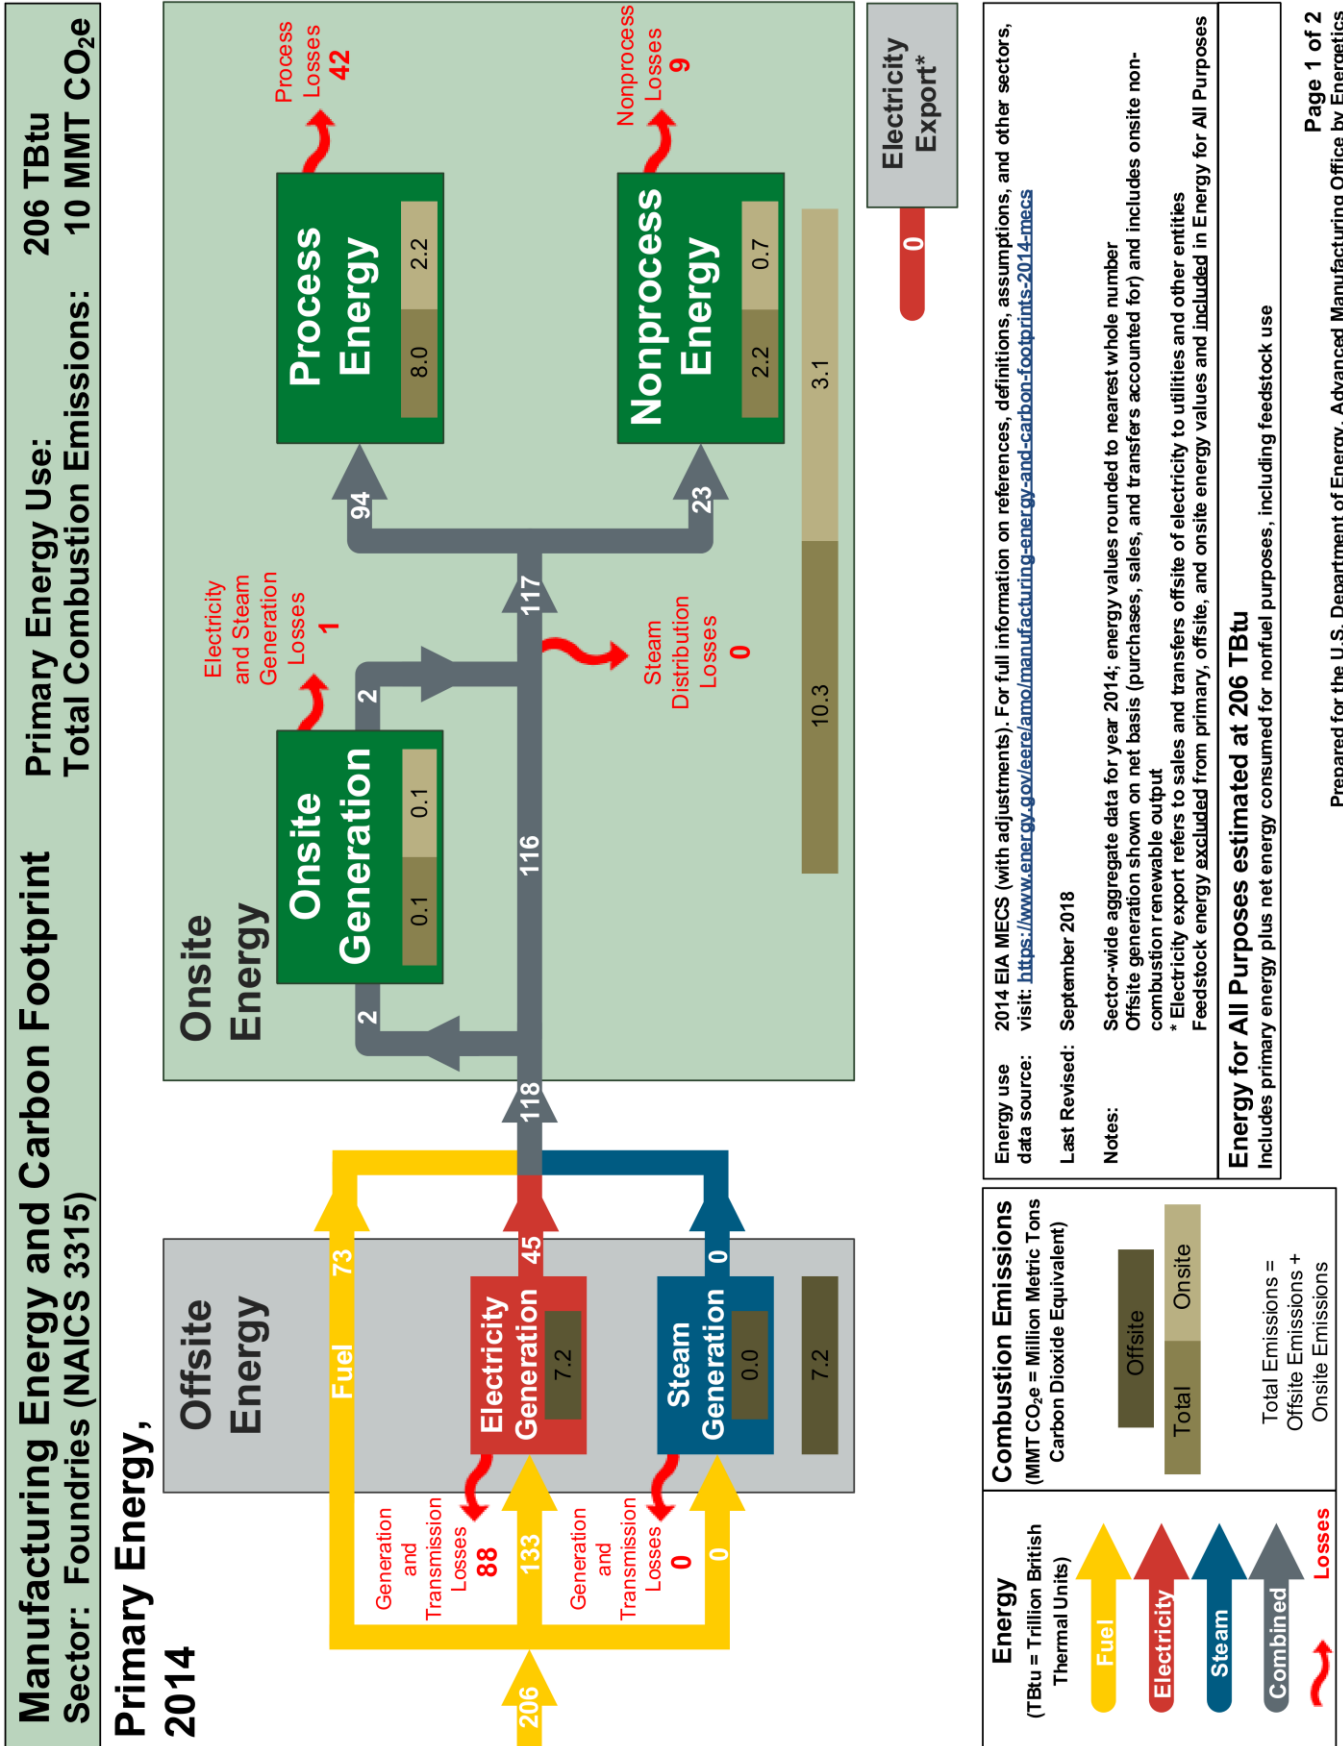 Manufacturing Energy and Carbon Footprint
Primary Energy Use: 206 TBtu
Sector: Foundries (NAICS 3315)
Total Combustion Emissions: 10 MMT CO₂e
Primary Energy,
2014
206
Offsite
Energy
Fuel
73
Generation
and
Transmission
Losses
88
133
Electricity
Generation
7.2
45
Generation
and
Transmission
Losses
0
0
Steam
Generation
0.0
0
7.2
118
Onsite
Energy
2
Onsite
Generation
0.1
0.1
Electricity
and Steam
Generation
Losses
1
2
116
Steam
Distribution
Losses
0
117
94
Process
Energy
8.0
2.2
Process
Losses
42
23
Nonprocess
Energy
2.2
0.7
Nonprocess
Losses
9
10.3
3.1
0
Electricity
Export*
Energy
(TBtu = Trillion British
Thermal Units)
Fuel
Electricity
Steam
Combined
Losses
Combustion Emissions
(MMT CO₂e = Million Metric Tons
Carbon Dioxide Equivalent)
Offsite
Total
Onsite
Total Emissions =
Offsite Emissions +
Onsite Emissions
Energy use 2014 EIA MECS (with adjustments). For full information on references, definitions, assumptions, and other sectors,
data source: visit: https://www.energy.gov/eere/amo/manufacturing-energy-and-carbon-footprints-2014-mecs
Last Revised: September 2018
Notes: Sector-wide aggregate data for year 2014; energy values rounded to nearest whole number
Offsite generation shown on net basis (purchases, sales, and transfers accounted for) and includes onsite non-
combustion renewable output
* Electricity export refers to sales and transfers offsite of electricity to utilities and other entities
Feedstock energy excluded from primary, offsite, and onsite energy values and included in Energy for All Purposes
Energy for All Purposes estimated at 206 TBtu
Includes primary energy plus net energy consumed for nonfuel purposes, including feedstock use
Page 1 of 2
Prepared for the U.S. Department of Energy, Advanced Manufacturing Office by Energetics